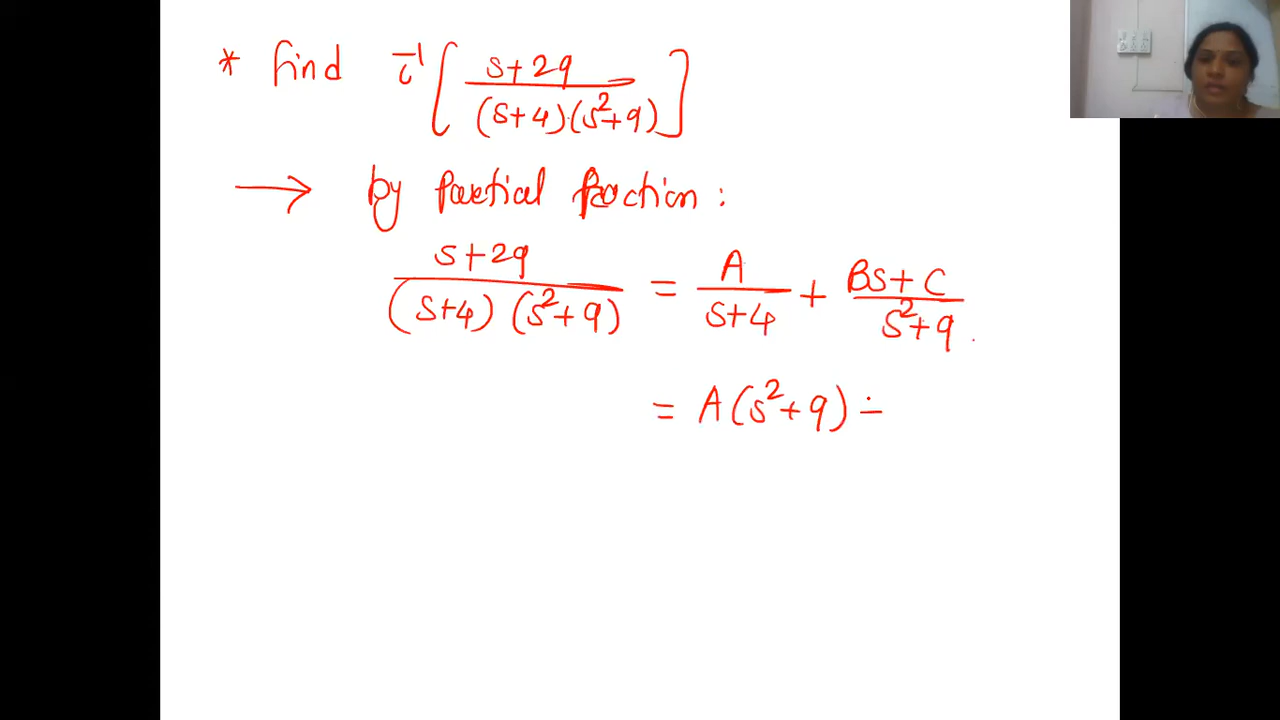 * find L⁻¹ [ s+29 / (s+4)(s²+9) ]
→ by partial fraction :
s+29 / (s+4) (s²+9) = A / s+4 + Bs+C / s²+9 .
= A(s²+9) +